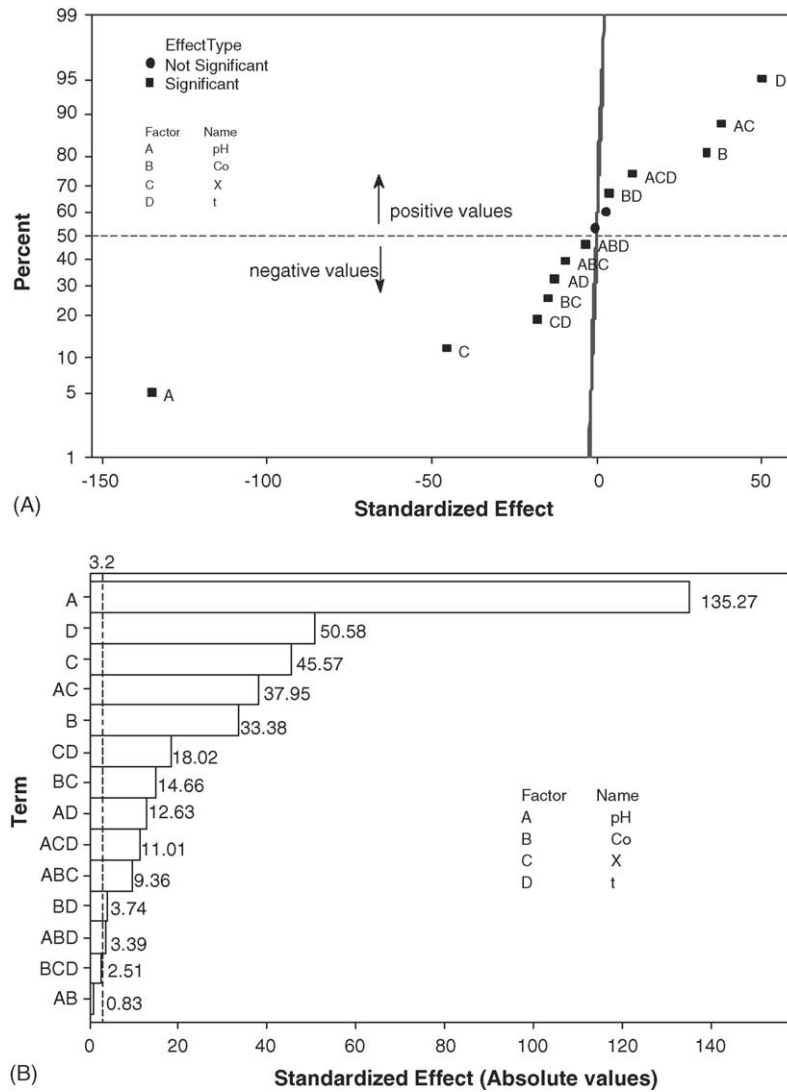 99
95
90
80
70
60
50
40
30
20
10
5
1
Percent
EffectType
Not Significant
Significant
Factor Name
A pH
B Co
C X
D t
positive values
negative values
D
AC
B
ACD
BD
ABD
ABC
AD
BC
CD
C
A
-150 -100 -50 0 50
Standardized Effect
(A)
3.2
Term
A 135.27
D 50.58
C 45.57
AC 37.95
B 33.38
CD 18.02
BC 14.66
AD 12.63
ACD 11.01
ABC 9.36
BD 3.74
ABD 3.39
BCD 2.51
AB 0.83
Factor Name
A pH
B Co
C X
D t
0 20 40 60 80 100 120 140
Standardized Effect (Absolute values)
(B)